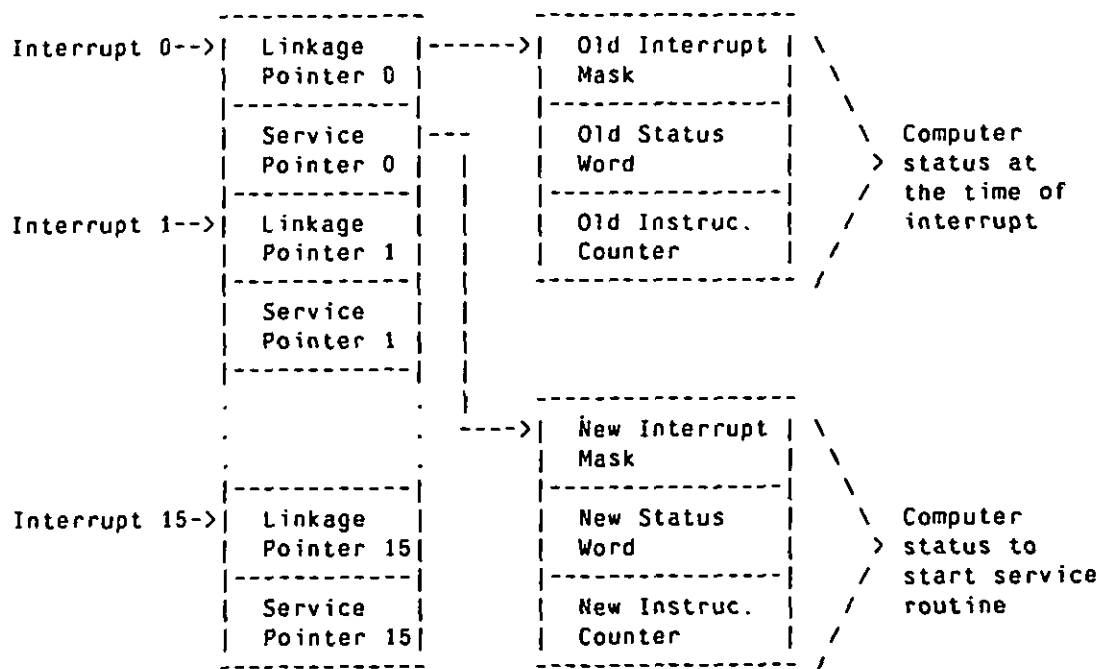 Interrupt 0-->| Linkage |------>| Old Interrupt | \
Pointer 0 Mask
Service Old Status Computer
Pointer 0 Word > status at
the time of
Interrupt 1-->| Linkage Old Instruc. interrupt
Pointer 1 Counter
Service
Pointer 1
---->| New Interrupt
Mask
Interrupt 15->| Linkage New Status Computer
Pointer 15 Word > status to
start service
Service New Instruc. routine
Pointer 15 Counter